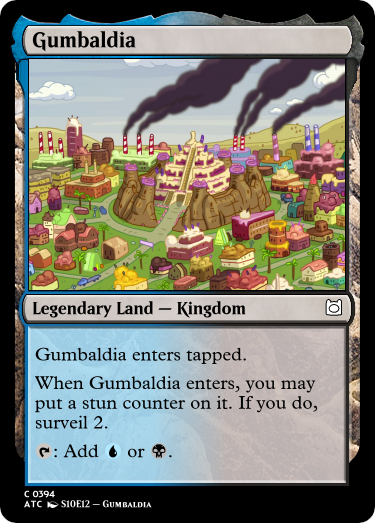 Gumbaldia
Legendary Land — Kingdom
Gumbaldia enters tapped.
When Gumbaldia enters, you may
put a stun counter on it. If you do,
surveil 2.
: Add or .
C 0394
ATC S10E12 — Gumbaldia